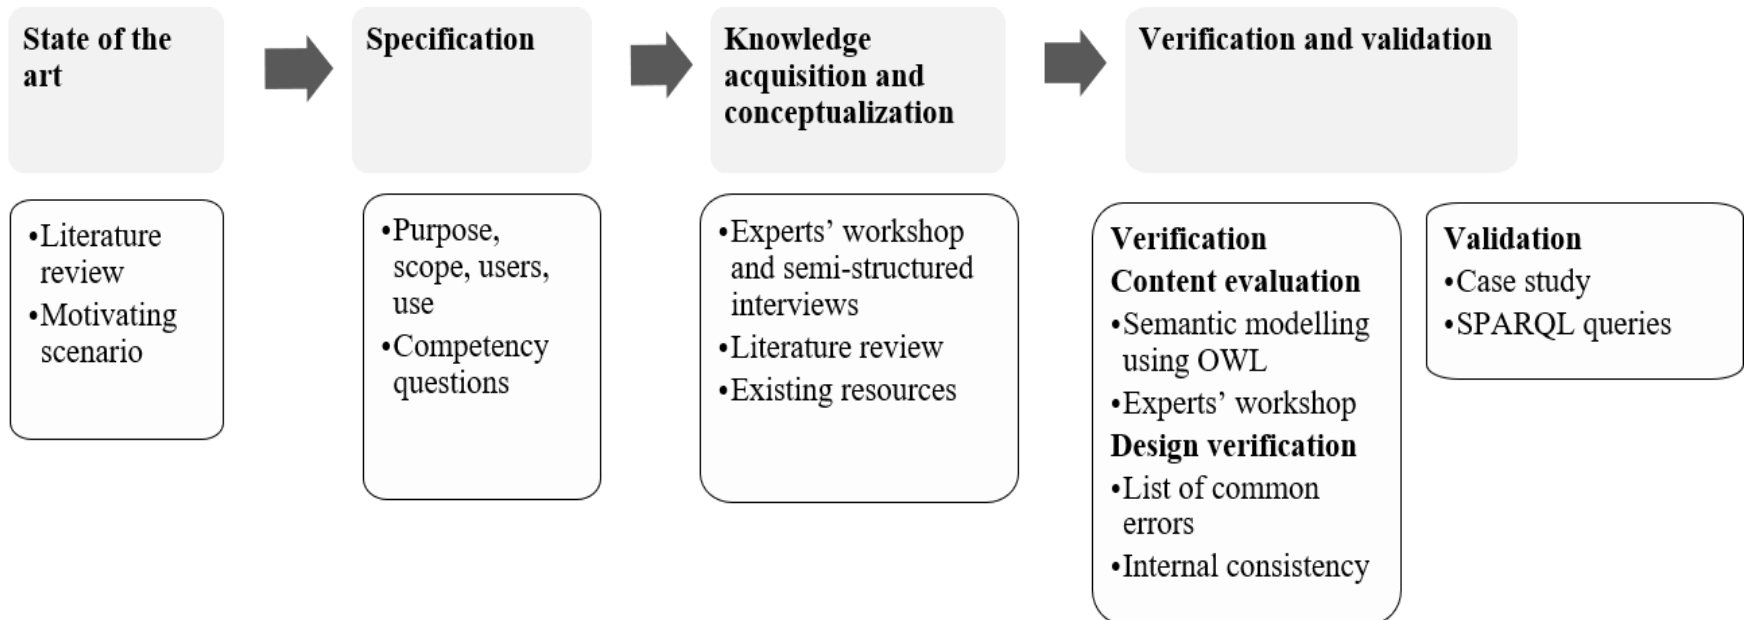 State of the
art
Specification
Knowledge
acquisition and
conceptualization
Verification and validation
•Literature
review
•Motivating
scenario
•Purpose,
scope, users,
use
•Competency
questions
•Experts’ workshop
and semi-structured
interviews
•Literature review
•Existing resources
Verification
Content evaluation
•Semantic modelling
using OWL
•Experts’ workshop
Design verification
•List of common
errors
•Internal consistency
Validation
•Case study
•SPARQL queries